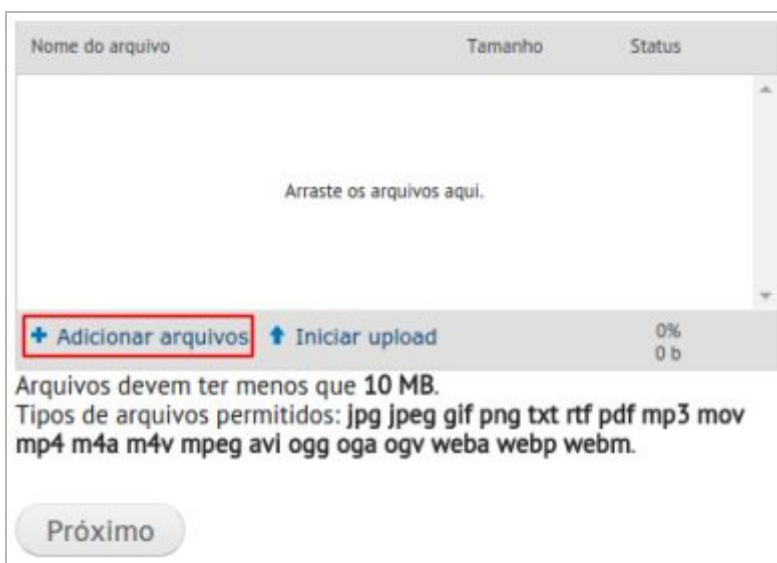 Nome do arquivo Tamanho Status
Arraste os arquivos aqui.
Adicionar arquivos Iniciar upload 0%
0 b
Arquivos devem ter menos que 10 MB.
Tipos de arquivos permitidos: jpg jpeg gif png txt rtf pdf mp3 mov
mp4 m4a m4v mpeg avi ogg oga ogv weba webp webm.
Próximo